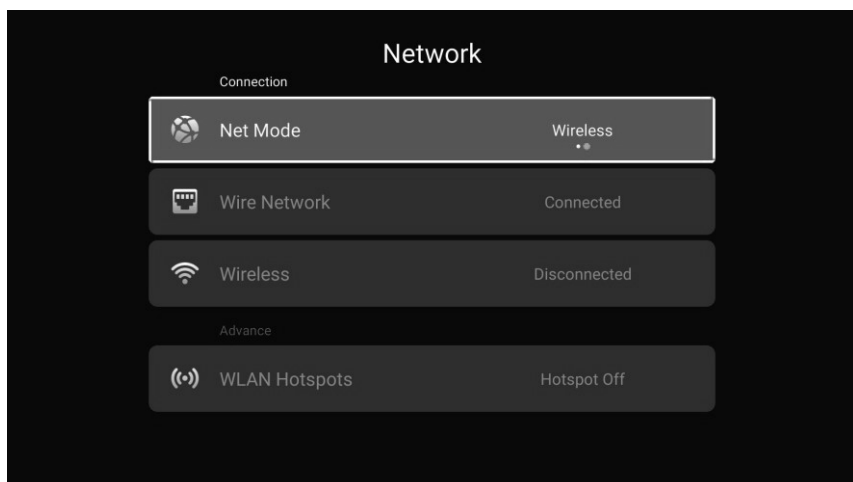 Network
Connection
Net Mode Wireless
Wire Network Connected
Wireless Disconnected
Advance
WLAN Hotspots Hotspot Off